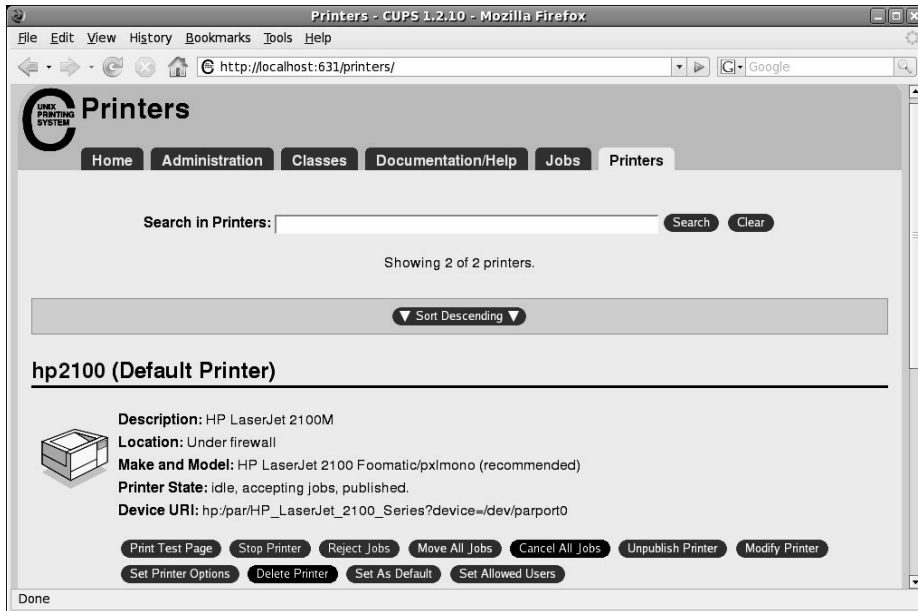 Printers - CUPS 1.2.10 - Mozilla Firefox
File Edit View History Bookmarks Tools Help
http://localhost:631/printers/ G Google
UNIX PRINTING SYSTEM
Printers
Home Administration Classes Documentation/Help Jobs Printers
Search in Printers: Search Clear
Showing 2 of 2 printers.
▼ Sort Descending ▼
hp2100 (Default Printer)
Description: HP LaserJet 2100M
Location: Under firewall
Make and Model: HP LaserJet 2100 Foomatic/pxlmono (recommended)
Printer State: idle, accepting jobs, published.
Device URI: hp:/par/HP_LaserJet_2100_Series?device=/dev/parport0
Print Test Page Stop Printer Reject Jobs Move All Jobs Cancel All Jobs Unpublish Printer Modify Printer
Set Printer Options Delete Printer Set As Default Set Allowed Users
Done